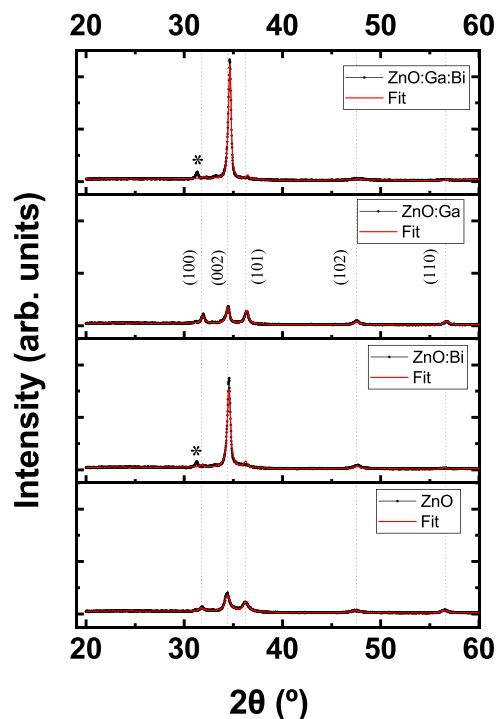 20 30 40 50 60
ZnO:Ga:Bi
Fit
*
ZnO:Ga
Fit
(100)
(002)
(101)
(102)
(110)
ZnO:Bi
Fit
*
ZnO
Fit
Intensity (arb. units)
20 30 40 50 60
2θ (º)